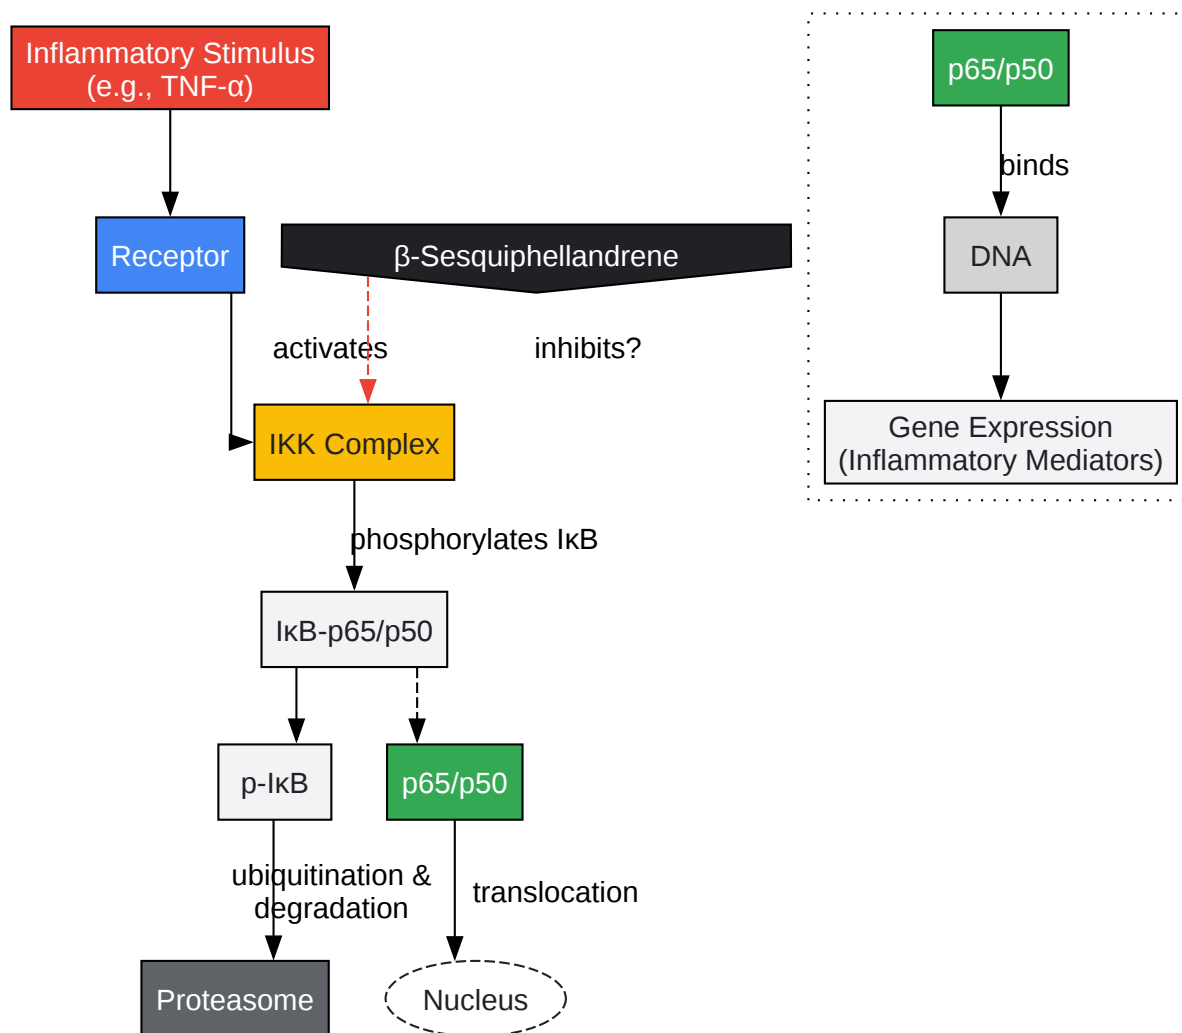 Inflammatory Stimulus
(e.g., TNF-α)
Receptor
β-Sesquiphellandrene
activates
inhibits?
IKK Complex
phosphorylates IκB
IκB-p65/p50
p-IκB
p65/p50
ubiquitination &
degradation
translocation
Proteasome
Nucleus
p65/p50
binds
DNA
Gene Expression
(Inflammatory Mediators)